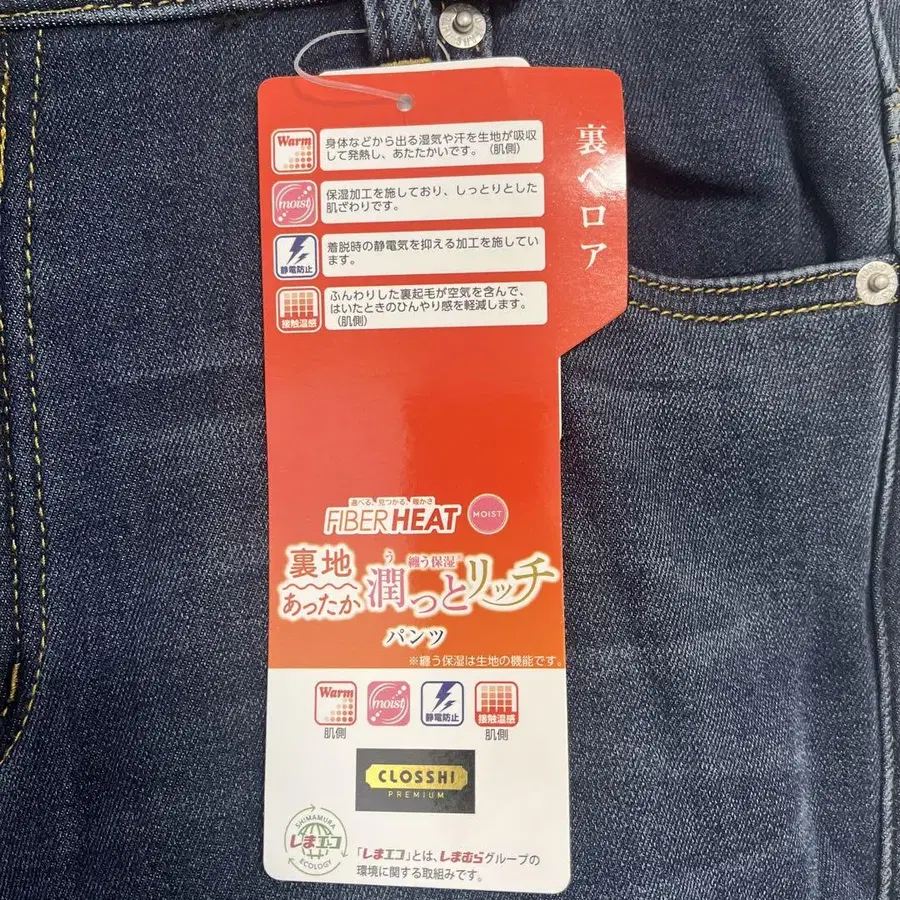 裏ベロア
Warm
身体などから出る湿気や汗を生地が吸収
して発熱し、あたたかいです。（肌側）
moist
保湿加工を施しており、しっとりとした
肌ざわりです。
静電防止
着脱時の静電気を抑える加工を施してい
ます。
接触温感
ふんわりした裏起毛が空気を含んで、
はいたときのひんやり感を軽減します。
（肌側）
選べる、見つかる、暖かさ
FIBER HEAT
MOIST
裏地
あったか
う 纏う保湿
潤っとリッチ
パンツ
※纏う保湿は生地の機能です。
Warm
moist
静電防止
接触温感
肌側
肌側
CLOSSHI
PREMIUM
SHIMAMURA
しまエコ
ECOLOGY
「しまエコ」とは、しまむらグループの
環境に関する取組みです。